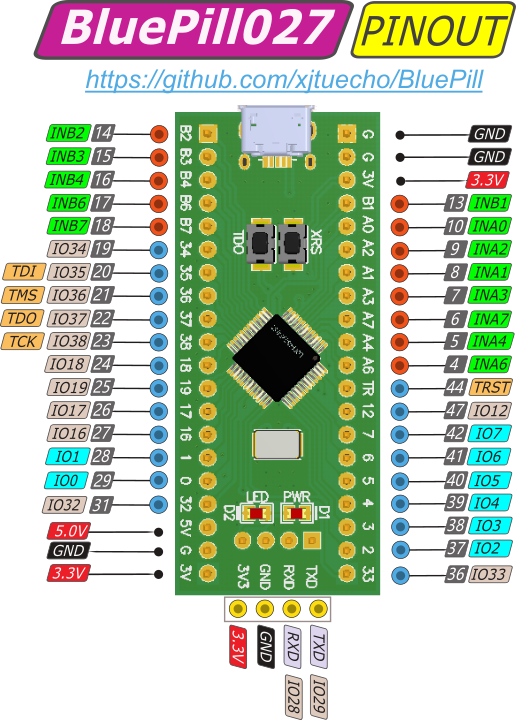 BluePill027 PINOUT
https://github.com/xjtuecho/BluePill
INB2 14 B2 G GND
INB3 15 B3 G GND
INB4 16 B4 3V 3.3V
INB6 17 B6 B1 13 INB1
INB7 18 B7 A0 10 INA0
IO34 19 34 A2 9 INA2
TDI IO35 20 35 A1 8 INA1
TMS IO36 21 36 A3 7 INA3
TDO IO37 22 37 A7 6 INA7
TCK IO38 23 38 A4 5 INA4
IO18 24 18 A6 4 INA6
IO19 25 19 TR 44 TRST
IO17 26 17 12 47 IO12
IO16 27 16 7 42 IO7
IO1 28 1 6 41 IO6
IO0 29 0 5 40 IO5
IO32 31 32 4 39 IO4
5.0V 5V 3 38 IO3
GND G 2 37 IO2
3.3V 3V 33 36 IO33
TDO XRS
LED PWR
D2 D1
3V3 GND RXD TXD
3.3V GND RXD TXD
IO28 IO29